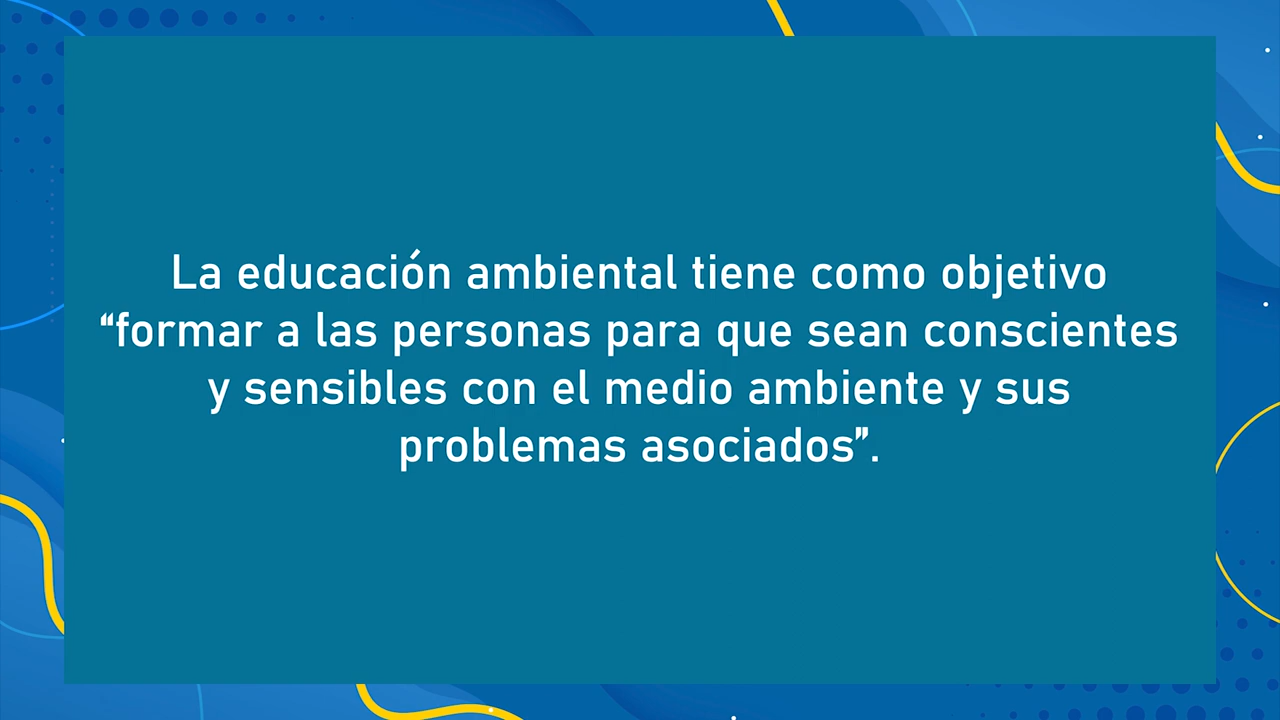 La educación ambiental tiene como objetivo
“formar a las personas para que sean conscientes
y sensibles con el medio ambiente y sus
problemas asociados”.